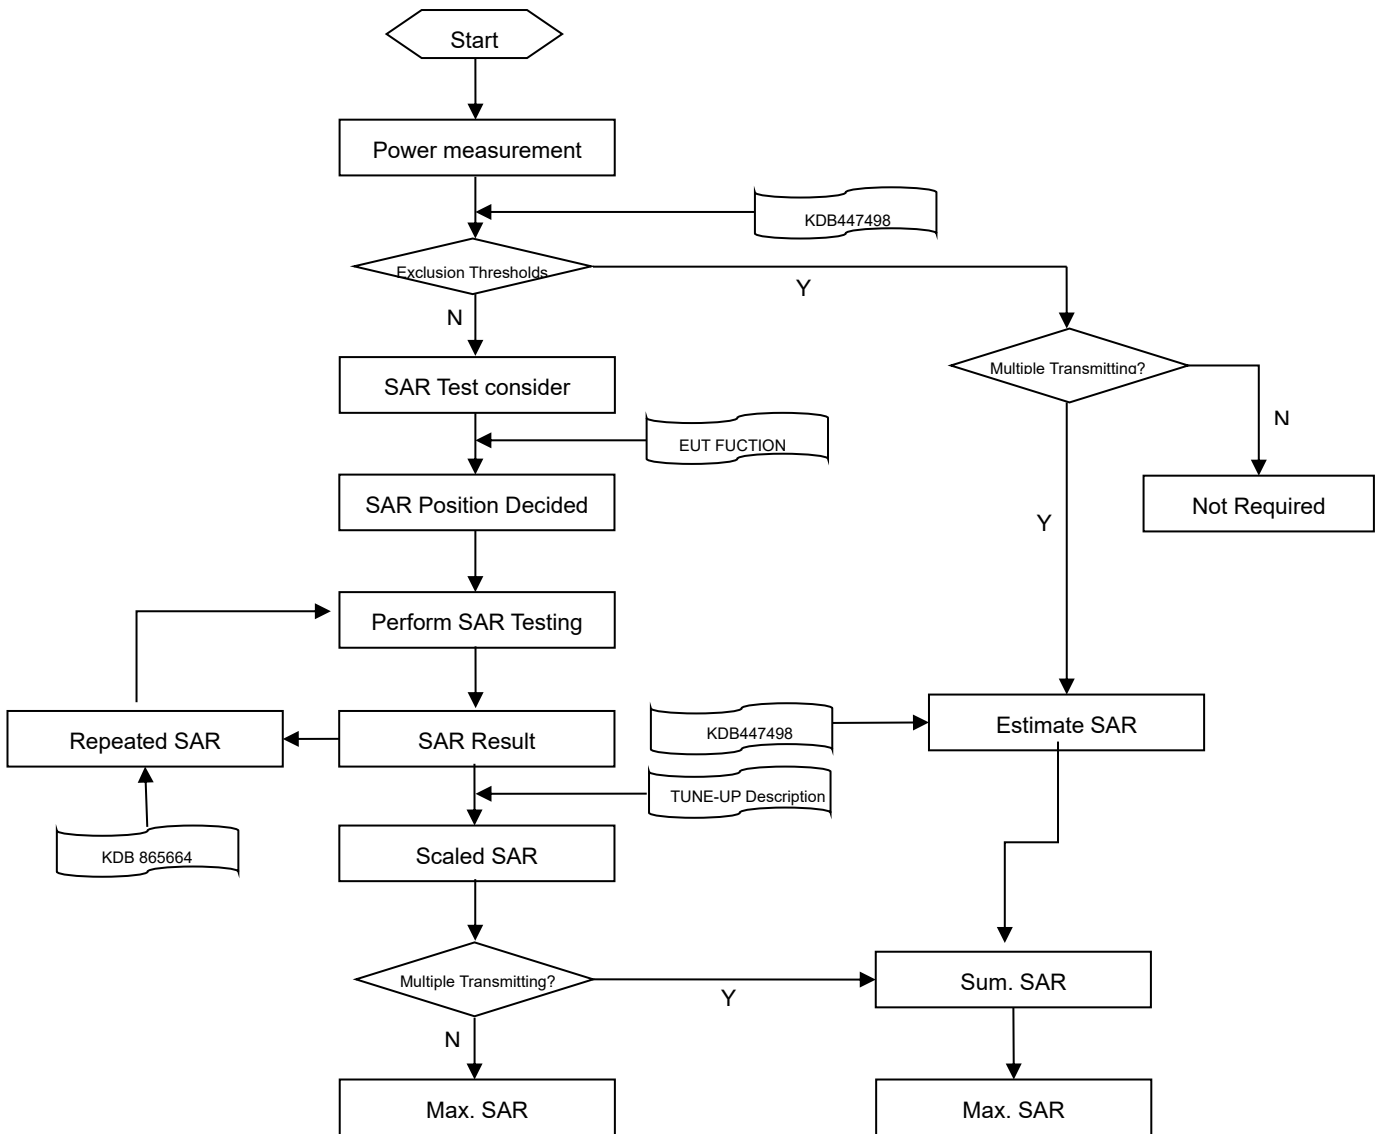 Start
Power measurement
KDB447498
Exclusion Thresholds
Y
N
Multiple Transmitting?
SAR Test consider
N
EUT FUCTION
SAR Position Decided
Not Required
Y
Perform SAR Testing
Repeated SAR
SAR Result
KDB447498
Estimate SAR
TUNE-UP Description
KDB 865664
Scaled SAR
Multiple Transmitting?
Y
Sum. SAR
N
Max. SAR
Max. SAR